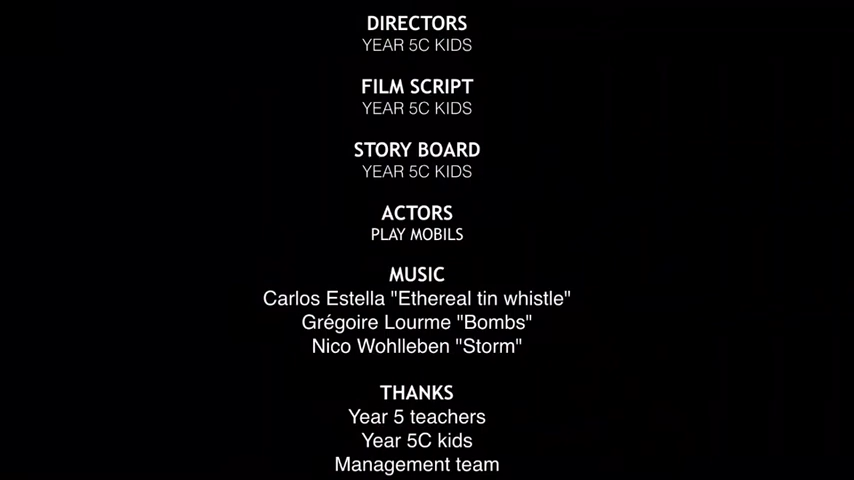 DIRECTORS
YEAR 5C KIDS
FILM SCRIPT
YEAR 5C KIDS
STORY BOARD
YEAR 5C KIDS
ACTORS
PLAY MOBILS
MUSIC
Carlos Estella "Ethereal tin whistle"
Grégoire Lourme "Bombs"
Nico Wohlleben "Storm"
THANKS
Year 5 teachers
Year 5C kids
Management team